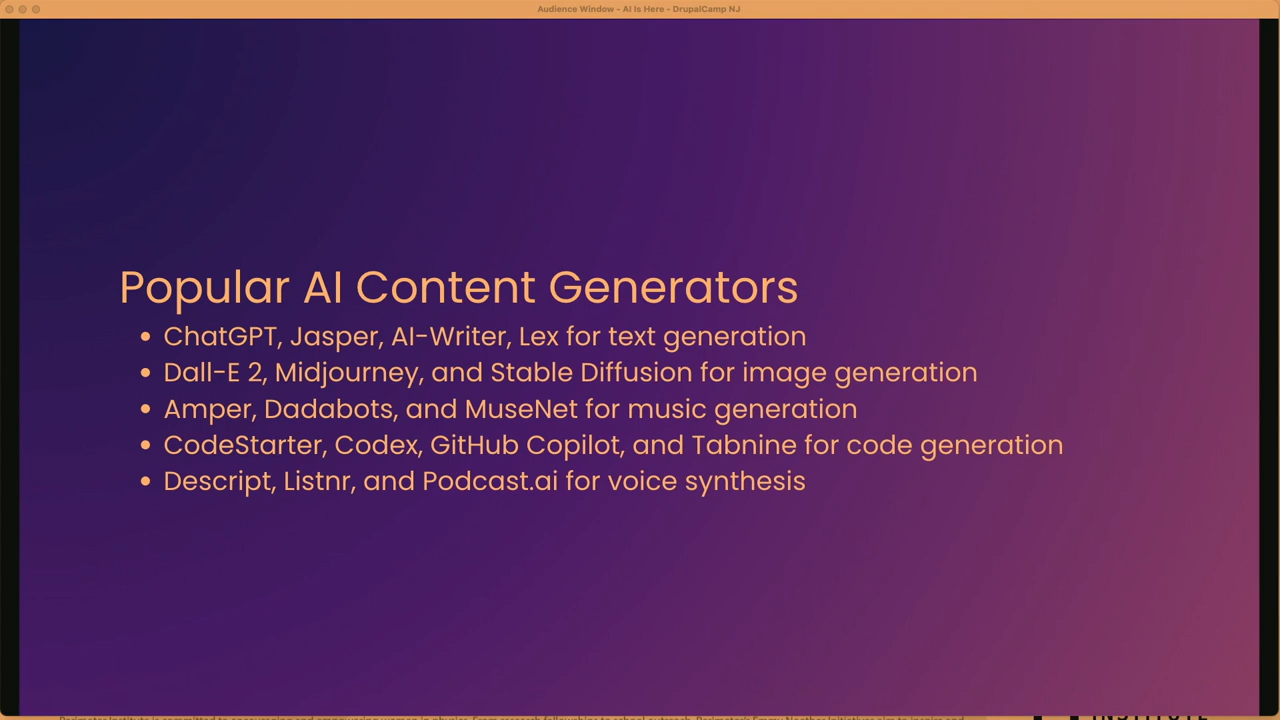 Audience Window - AI Is Here - DrupalCamp NJ
Popular AI Content Generators
• ChatGPT, Jasper, AI-Writer, Lex for text generation
• Dall-E 2, Midjourney, and Stable Diffusion for image generation
• Amper, Dadabots, and MuseNet for music generation
• CodeStarter, Codex, GitHub Copilot, and Tabnine for code generation
• Descript, Listnr, and Podcast.ai for voice synthesis